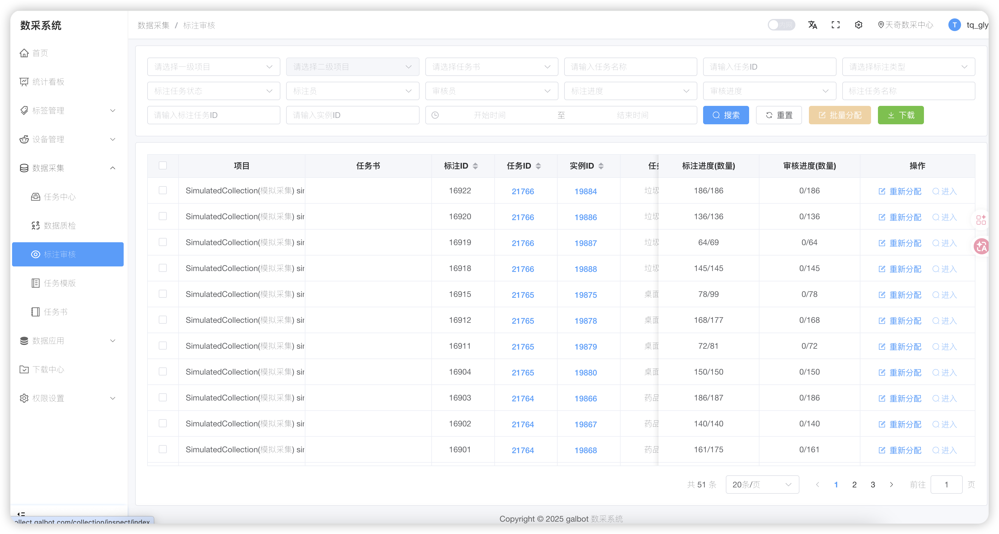 数采系统
数据采集 / 标注审核
内网
天奇数采中心
T
tq_gly
首页
统计看板
标签管理
设备管理
数据采集
任务中心
数据质检
标注审核
任务模版
任务书
数据应用
下载中心
权限设置
请选择一级项目 请选择二级项目 请选择任务书 请输入任务名称 请输入任务ID 请选择标注类型
标注任务状态 标注员 审核员 标注进度 审核进度 标注任务名称
请输入标注任务ID 请输入实例ID 开始时间 至 结束时间 搜索 重置 批量分配 下载
项目 任务书 标注ID 任务ID 实例ID 任 标注进度(数量) 审核进度(数量) 操作
SimulatedCollection(模拟采集) sir 16922 21766 19884 垃圾 186/186 0/186 重新分配 进入
SimulatedCollection(模拟采集) sir 16920 21766 19886 垃圾 136/136 0/136 重新分配 进入
SimulatedCollection(模拟采集) sir 16919 21766 19887 垃圾 64/69 0/64 重新分配 进入
SimulatedCollection(模拟采集) sir 16918 21766 19888 垃圾 145/145 0/145 重新分配 进入
SimulatedCollection(模拟采集) sir 16915 21765 19875 桌面 78/99 0/78 重新分配 进入
SimulatedCollection(模拟采集) sir 16912 21765 19878 桌面 168/177 0/168 重新分配 进入
SimulatedCollection(模拟采集) sir 16911 21765 19879 桌面 72/81 0/72 重新分配 进入
SimulatedCollection(模拟采集) sir 16904 21765 19880 桌面 150/150 0/150 重新分配 进入
SimulatedCollection(模拟采集) sir 16903 21764 19866 药品 186/187 0/186 重新分配 进入
SimulatedCollection(模拟采集) sir 16902 21764 19867 药品 140/140 0/140 重新分配 进入
SimulatedCollection(模拟采集) sir 16901 21764 19868 药品 161/175 0/161 重新分配 进入
共 51 条 20条/页 1 2 3 前往 1 页
Copyright © 2025 galbot 数采系统
ollect.galbot.com/collection/inspect/index